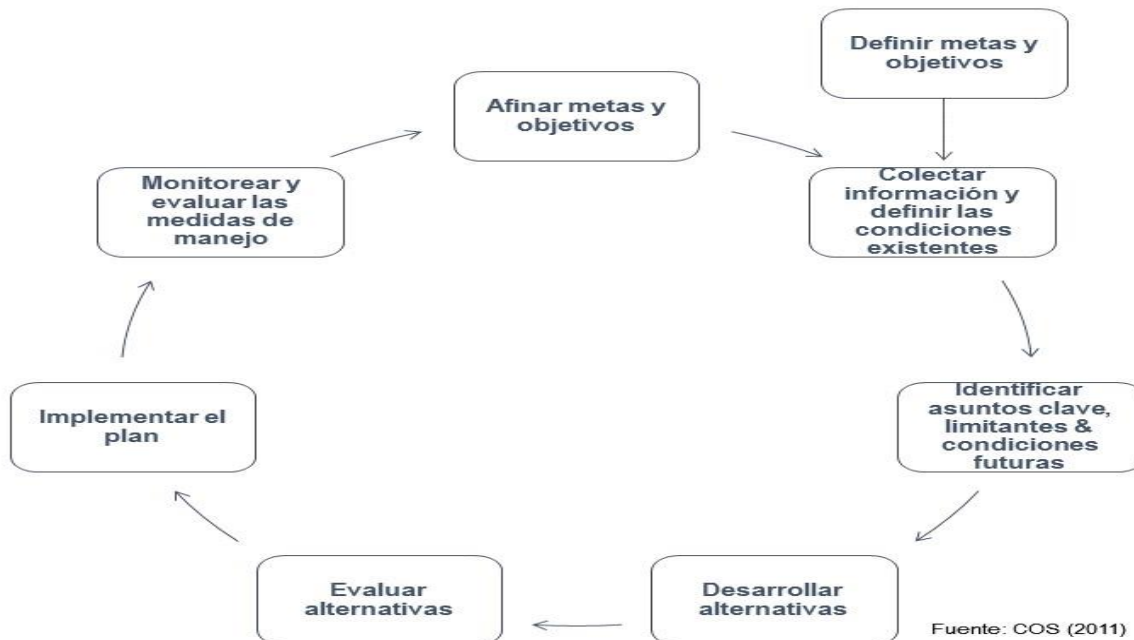 Definir metas y
objetivos
Afinar metas y
objetivos
Colectar
información y
definir las
condiciones
existentes
Identificar
asuntos clave,
limitantes &
condiciones
futuras
Desarrollar
alternativas
Evaluar
alternativas
Implementar el
plan
Monitorear y
evaluar las
medidas de
manejo
Fuente: COS (2011)